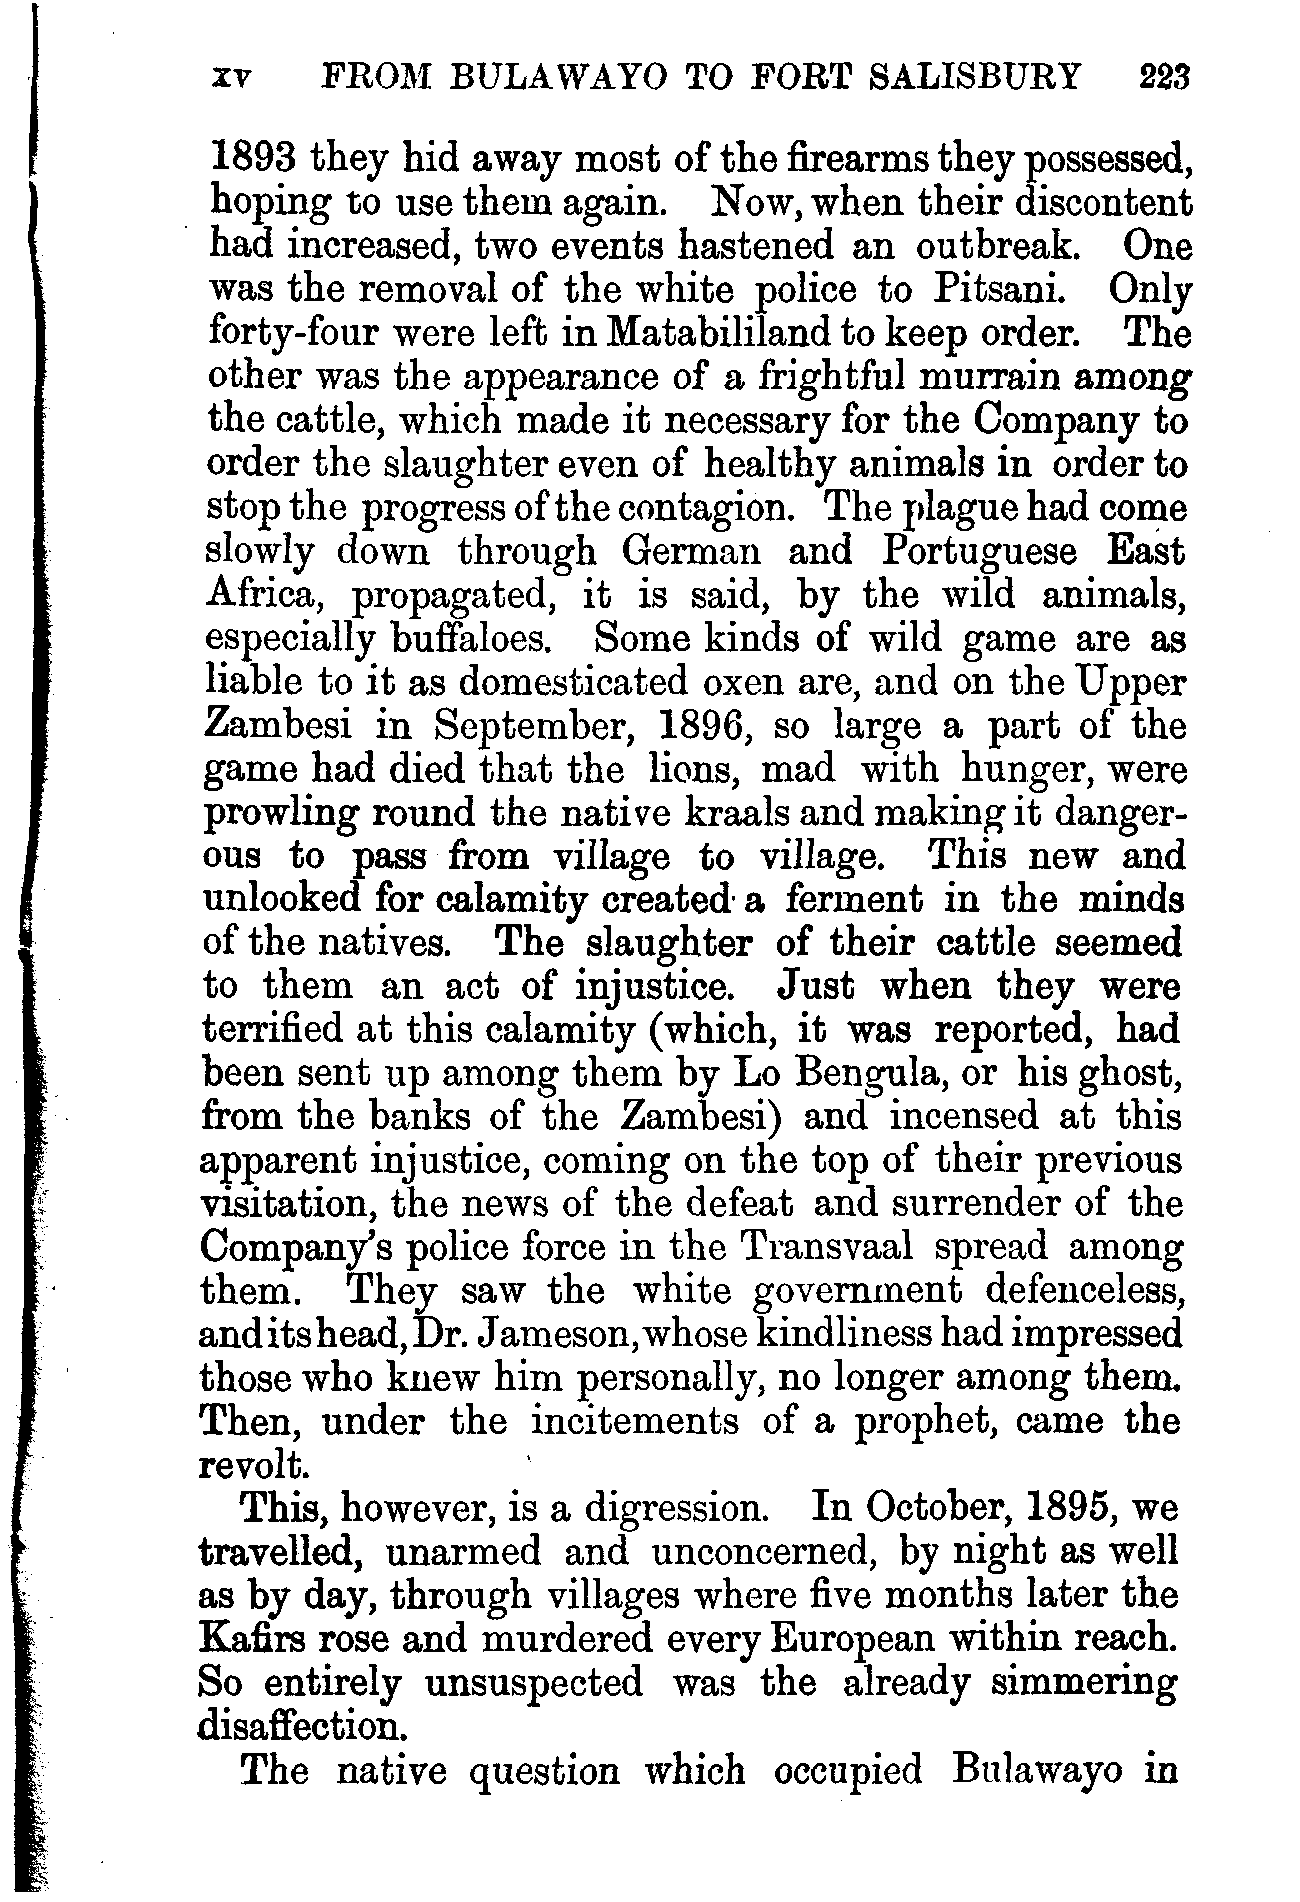 XV FROM BULAWAYO TO FORT SALISBURY 223
1893 they hid away most of the firearms they possessed,
hoping to use them again. Now, when their discontent
had increased, two events hastened an outbreak. One
was the removal of the white police to Pitsani. Only
forty-four were left in Matabililand to keep order. The
other was the appearance of a frightful murrain among
the cattle, which made it necessary for the Company to
order the slaughter even of healthy animals in order to
stop the progress of the contagion. The plague had come
slowly down through German and Portuguese East
Africa, propagated, it is said, by the wild animals,
especially buffaloes. Some kinds of wild game are as
liable to it as domesticated oxen are, and on the Upper
Zambesi in September, 1896, so large a part of the
game had died that the lions, mad with hunger, were
prowling round the native kraals and making it danger-
ous to pass from village to village. This new and
unlooked for calamity created a ferment in the minds
of the natives. The slaughter of their cattle seemed
to them an act of injustice. Just when they were
terrified at this calamity (which, it was reported, had
been sent up among them by Lo Bengula, or his ghost,
from the banks of the Zambesi) and incensed at this
apparent injustice, coming on the top of their previous
visitation, the news of the defeat and surrender of the
Company's police force in the Transvaal spread among
them. They saw the white government defenceless,
and its head, Dr. Jameson, whose kindliness had impressed
those who knew him personally, no longer among them.
Then, under the incitements of a prophet, came the
revolt.
This, however, is a digression. In October, 1895, we
travelled, unarmed and unconcerned, by night as well
as by day, through villages where five months later the
Kafirs rose and murdered every European within reach.
So entirely unsuspected was the already simmering
disaffection.
The native question which occupied Bulawayo in